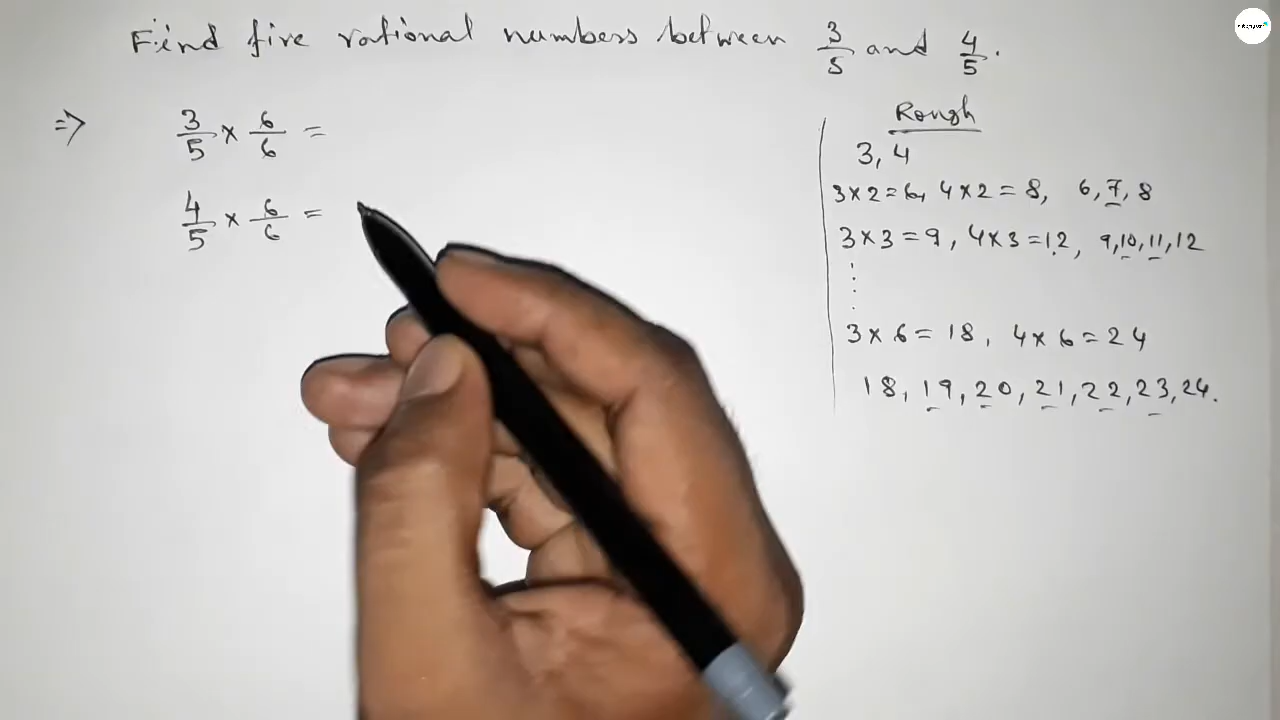 Find five rational numbers between 3/5 and 4/5.
=> 3/5 × 6/6 =
4/5 × 6/6 =
Rough
3, 4
3×2=6, 4×2=8, 6,7,8
3×3=9, 4×3=12, 9,10,11,12
⋮
3×6=18, 4×6=24
18, 19, 20, 21, 22, 23, 24.